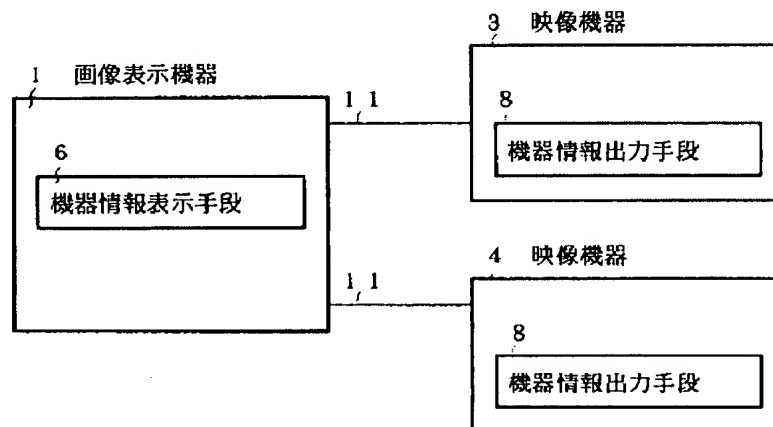 1 画像表示機器
6
機器情報表示手段
11
11
3 映像機器
8
機器情報出力手段
4 映像機器
8
機器情報出力手段